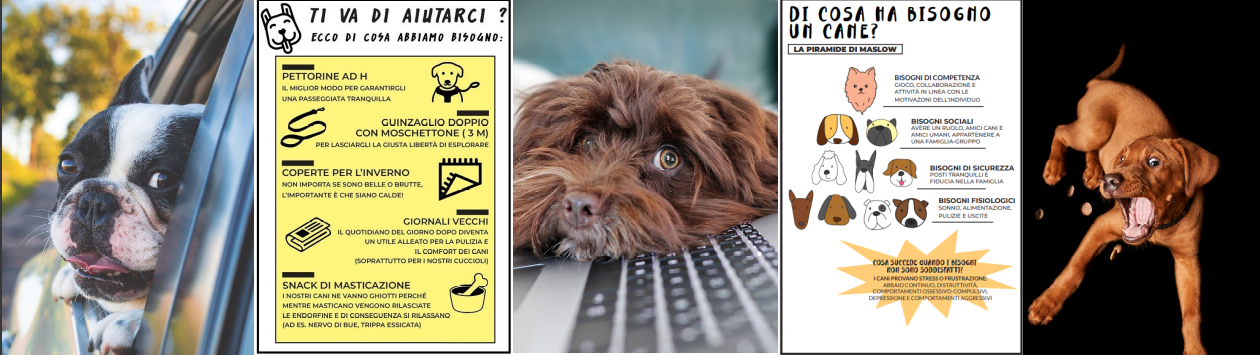 TI VA DI AIUTARCI ?
ECCO DI COSA ABBIAMO BISOGNO:
PETTORINE AD H
IL MIGLIOR MODO PER GARANTIRGLI
UNA PASSEGGIATA TRANQUILLA
GUINZAGLIO DOPPIO
CON MOSCHETTONE ( 3 M)
PER LASCIARGLI LA GIUSTA LIBERTÀ DI ESPLORARE
COPERTE PER L'INVERNO
NON IMPORTA SE SONO BELLE O BRUTTE,
L'IMPORTANTE È CHE SIANO CALDE!
GIORNALI VECCHI
IL QUOTIDIANO DEL GIORNO DOPO DIVENTA
UN UTILE ALLEATO PER LA PULIZIA E
IL COMFORT DEI CANI
(SOPRATTUTTO PER I NOSTRI CUCCIOLI)
SNACK DI MASTICAZIONE
I NOSTRI CANI NE VANNO GHIOTTI PERCHÉ
MENTRE MASTICANO VENGONO RILASCIATE
LE ENDORFINE E DI CONSEGUENZA SI RILASSANO
(AD ES. NERVO DI BUE, TRIPPA ESSICATA)
DI COSA HA BISOGNO
UN CANE?
LA PIRAMIDE DI MASLOW
BISOGNI DI COMPETENZA
GIOCO, COLLABORAZIONE E
ATTIVITÀ IN LINEA CON LE
MOTIVAZONI DELL'INDIVIDUO
BISOGNI SOCIALI
AVERE UN RUOLO, AMICI CANI E
AMICI UMANI; APPARTENERE A
UNA FAMIGLIA-GRUPPO
BISOGNI DI SICUREZZA
POSTI TRANQUILLI E
FIDUCIA NELLA FAMIGLIA
BISOGNI FISIOLOGICI
SONNO, ALIMENTAZIONE,
PULIZIE E USCITE
COSA SUCCEDE QUANDO I BISOGNI
NON SONO SODDISFATTI?
I CANI PROVANO STRESS O FRUSTRAZIONE:
ABBAIO CONTINUO, DISTRUTTIVITÀ,
COMPORTAMENTI OSSESSIVO-COMPULSIVI,
DEPRESSIONE E COMPORTAMENTI AGGRESSIVI